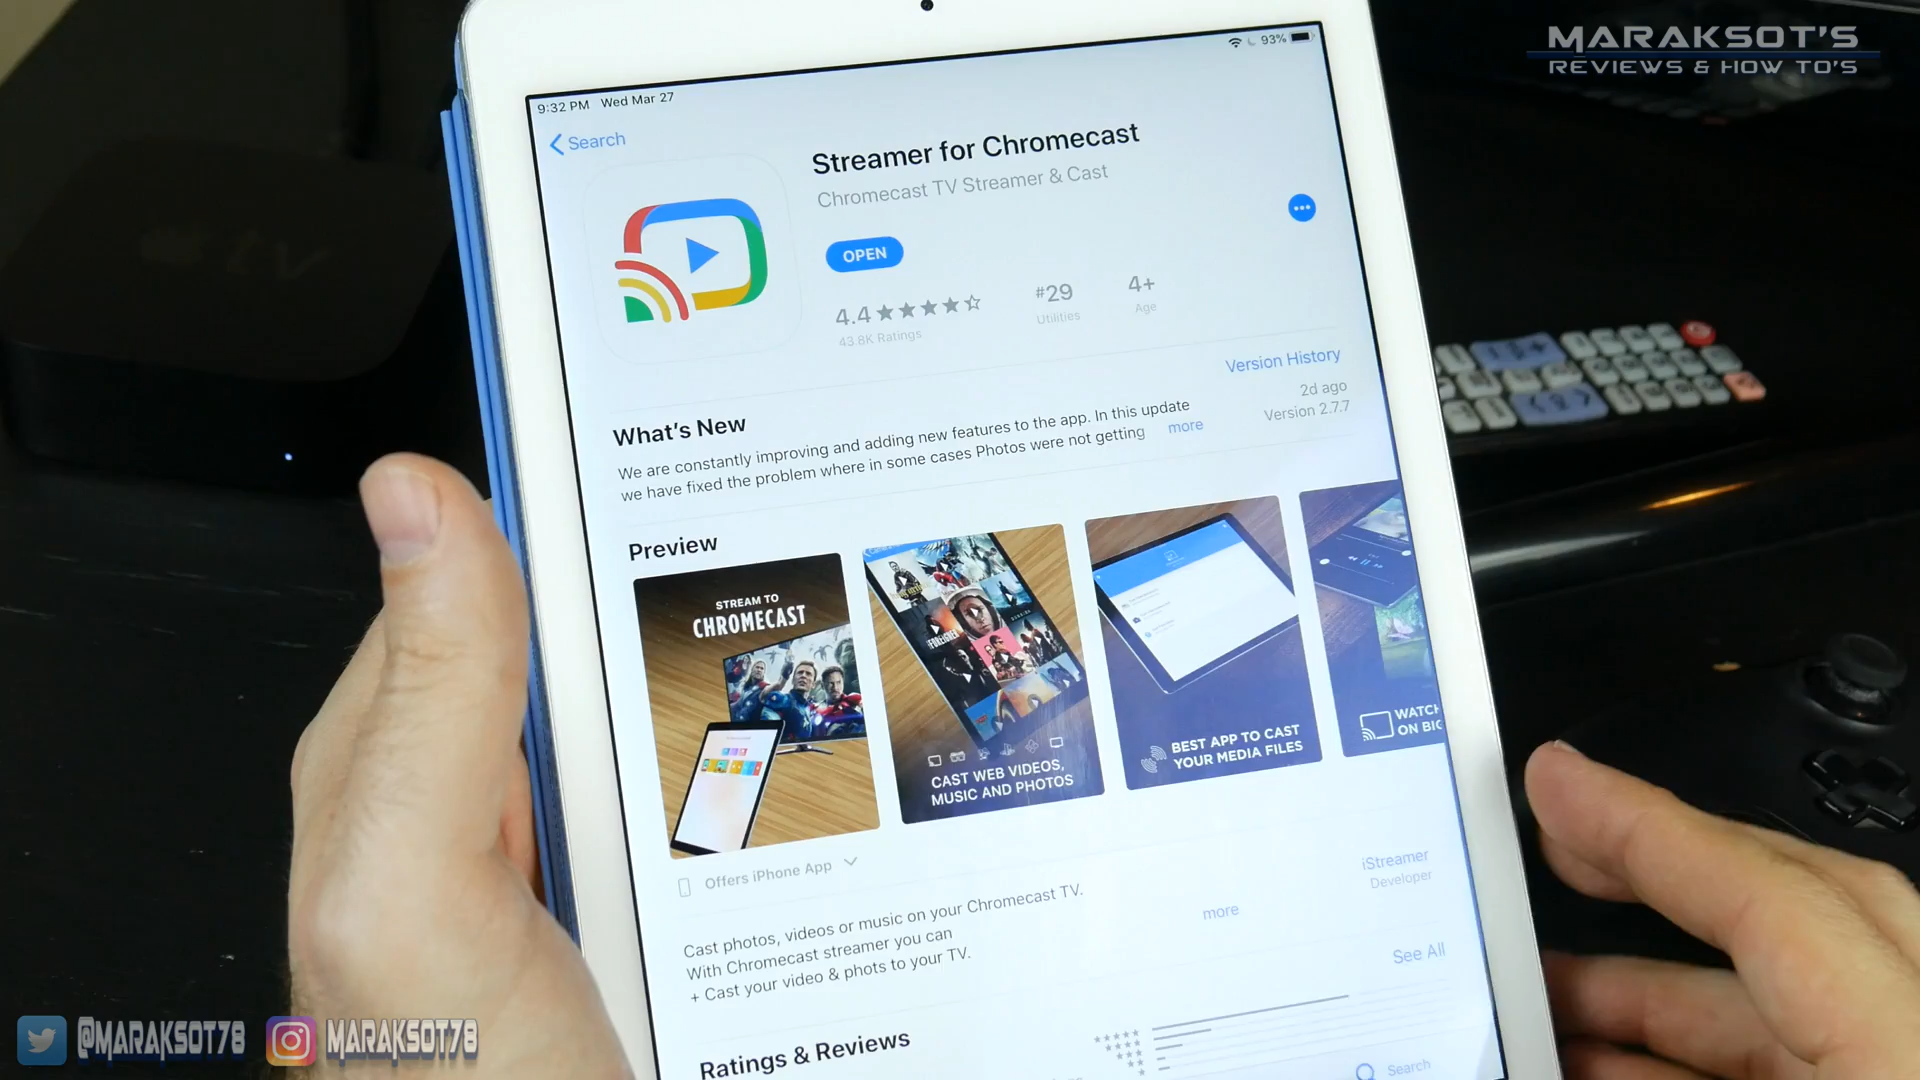 MARAKSOT'S
REVIEWS & HOW TO'S
9:32 PM Wed Mar 27
93%
Search
Streamer for Chromecast
Chromecast TV Streamer & Cast
OPEN
4.4
43.8K Ratings
#29
Utilities
4+
Age
What's New
Version History
We are constantly improving and adding new features to the app. In this update
we have fixed the problem where in some cases Photos were not getting
more
2d ago
Version 2.7.7
Preview
STREAM TO
CHROMECAST
CAST WEB VIDEOS,
MUSIC AND PHOTOS
BEST APP TO CAST
YOUR MEDIA FILES
WATCH
ON BIG
Offers iPhone App
Cast photos, videos or music on your Chromecast TV.
With Chromecast streamer you can
+ Cast your video & phots to your TV.
more
iStreamer
Developer
See All
Ratings & Reviews
Search
tv
@MARAKSOT78
MARAKSOT78